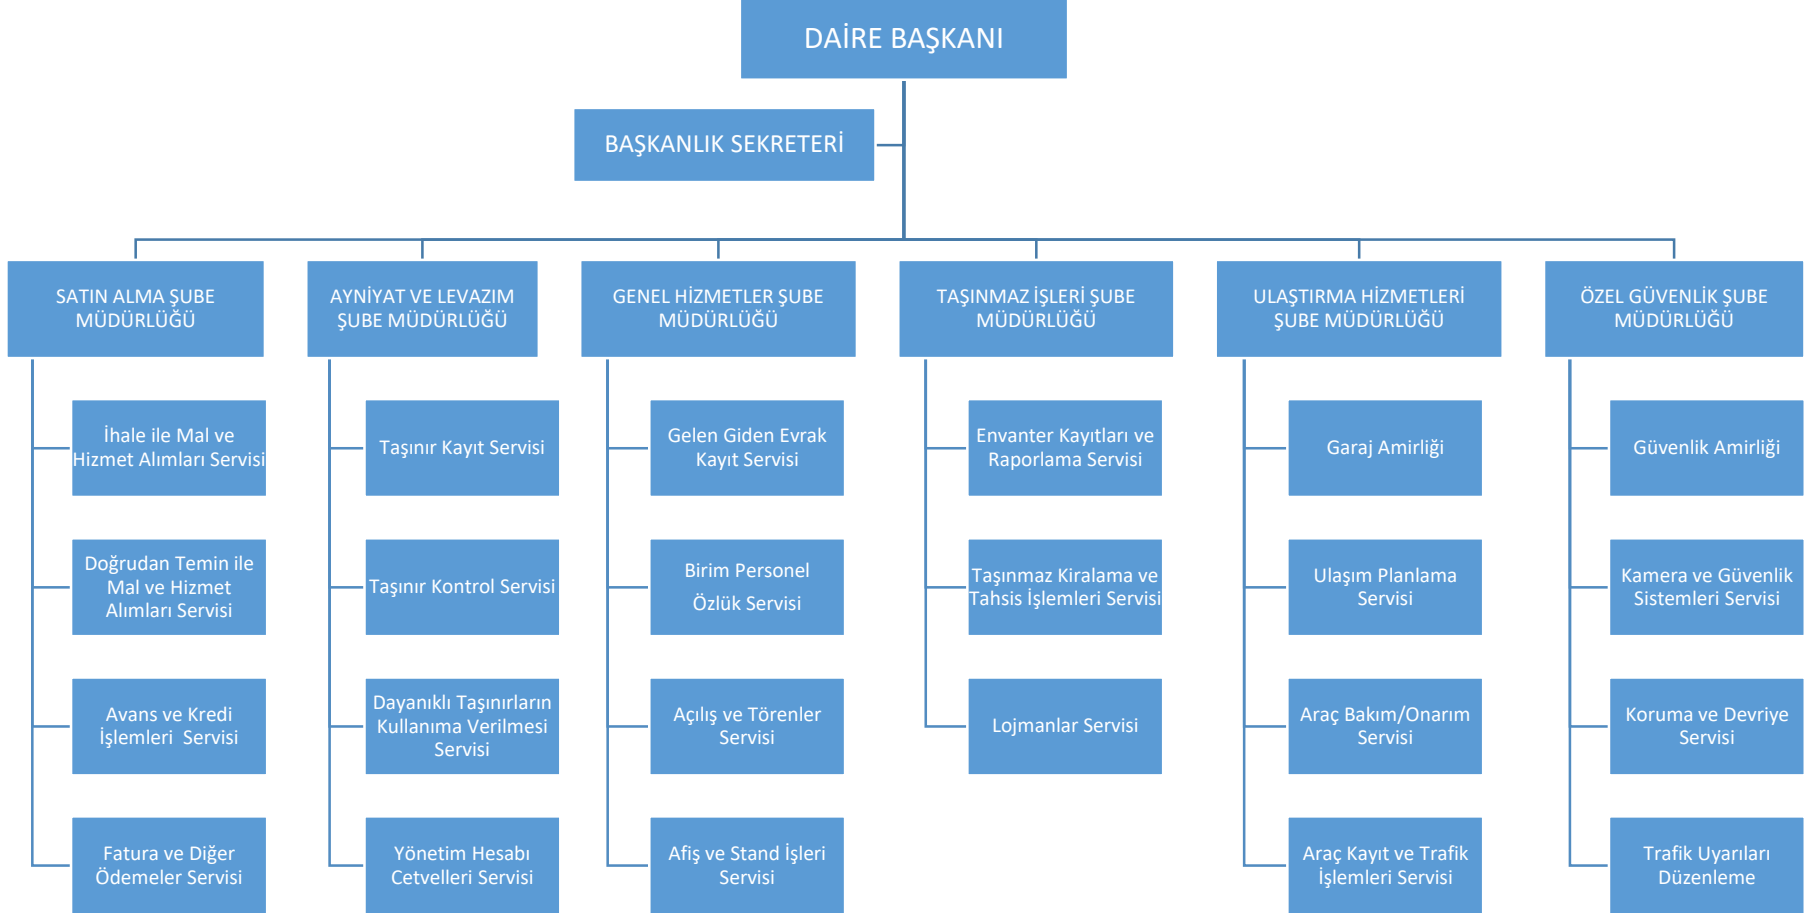 DAİRE BAŞKANI
BAŞKANLIK SEKRETERİ
SATIN ALMA ŞUBE
MÜDÜRLÜĞÜ
AYNİYAT VE LEVAZIM
ŞUBE MÜDÜRLÜĞÜ
GENEL HİZMETLER ŞUBE
MÜDÜRLÜĞÜ
TAŞINMAZ İŞLERİ ŞUBE
MÜDÜRLÜĞÜ
ULAŞTIRMA HİZMETLERİ
ŞUBE MÜDÜRLÜĞÜ
ÖZEL GÜVENLİK ŞUBE
MÜDÜRLÜĞÜ
İhale ile Mal ve
Hizmet Alımları Servisi
Taşınır Kayıt Servisi
Gelen Giden Evrak
Kayıt Servisi
Envanter Kayıtları ve
Raporlama Servisi
Garaj Amirliği
Güvenlik Amirliği
Doğrudan Temin ile
Mal ve Hizmet
Alımları Servisi
Taşınır Kontrol Servisi
Birim Personel
Özlük Servisi
Taşınmaz Kiralama ve
Tahsis İşlemleri Servisi
Ulaşım Planlama
Servisi
Kamera ve Güvenlik
Sistemleri Servisi
Avans ve Kredi
İşlemleri  Servisi
Dayanıklı Taşınırların
Kullanıma Verilmesi
Servisi
Açılış ve Törenler
Servisi
Lojmanlar Servisi
Araç Bakım/Onarım
Servisi
Koruma ve Devriye
Servisi
Fatura ve Diğer
Ödemeler Servisi
Yönetim Hesabı
Cetvelleri Servisi
Afiş ve Stand İşleri
Servisi
Araç Kayıt ve Trafik
İşlemleri Servisi
Trafik Uyarıları
Düzenleme